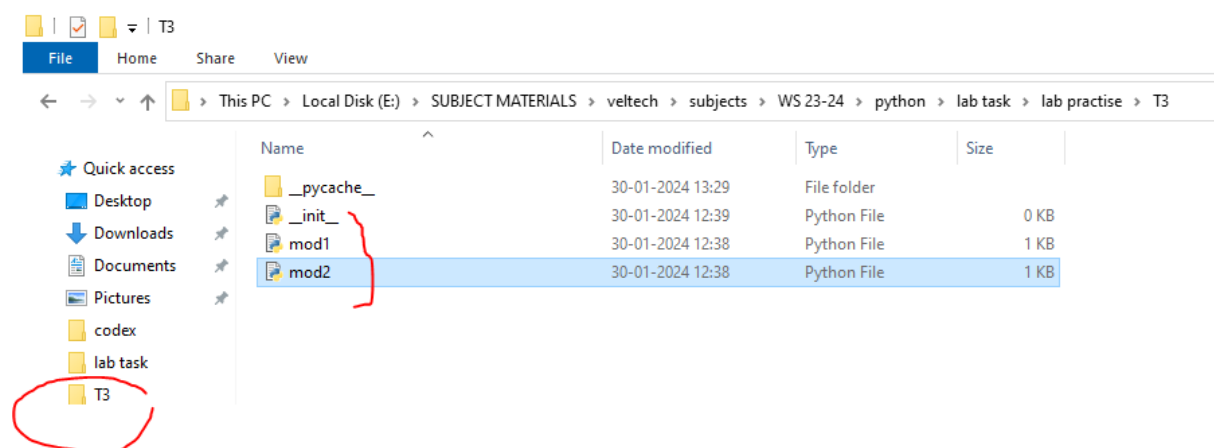 T3
File Home Share View
This PC > Local Disk (E:) > SUBJECT MATERIALS > veltech > subjects > WS 23-24 > python > lab task > lab practise > T3
Name Date modified Type Size
Quick access
Desktop
Downloads
Documents
Pictures
codex
lab task
T3
__pycache__ 30-01-2024 13:29 File folder
__init__ 30-01-2024 12:39 Python File 0 KB
mod1 30-01-2024 12:38 Python File 1 KB
mod2 30-01-2024 12:38 Python File 1 KB